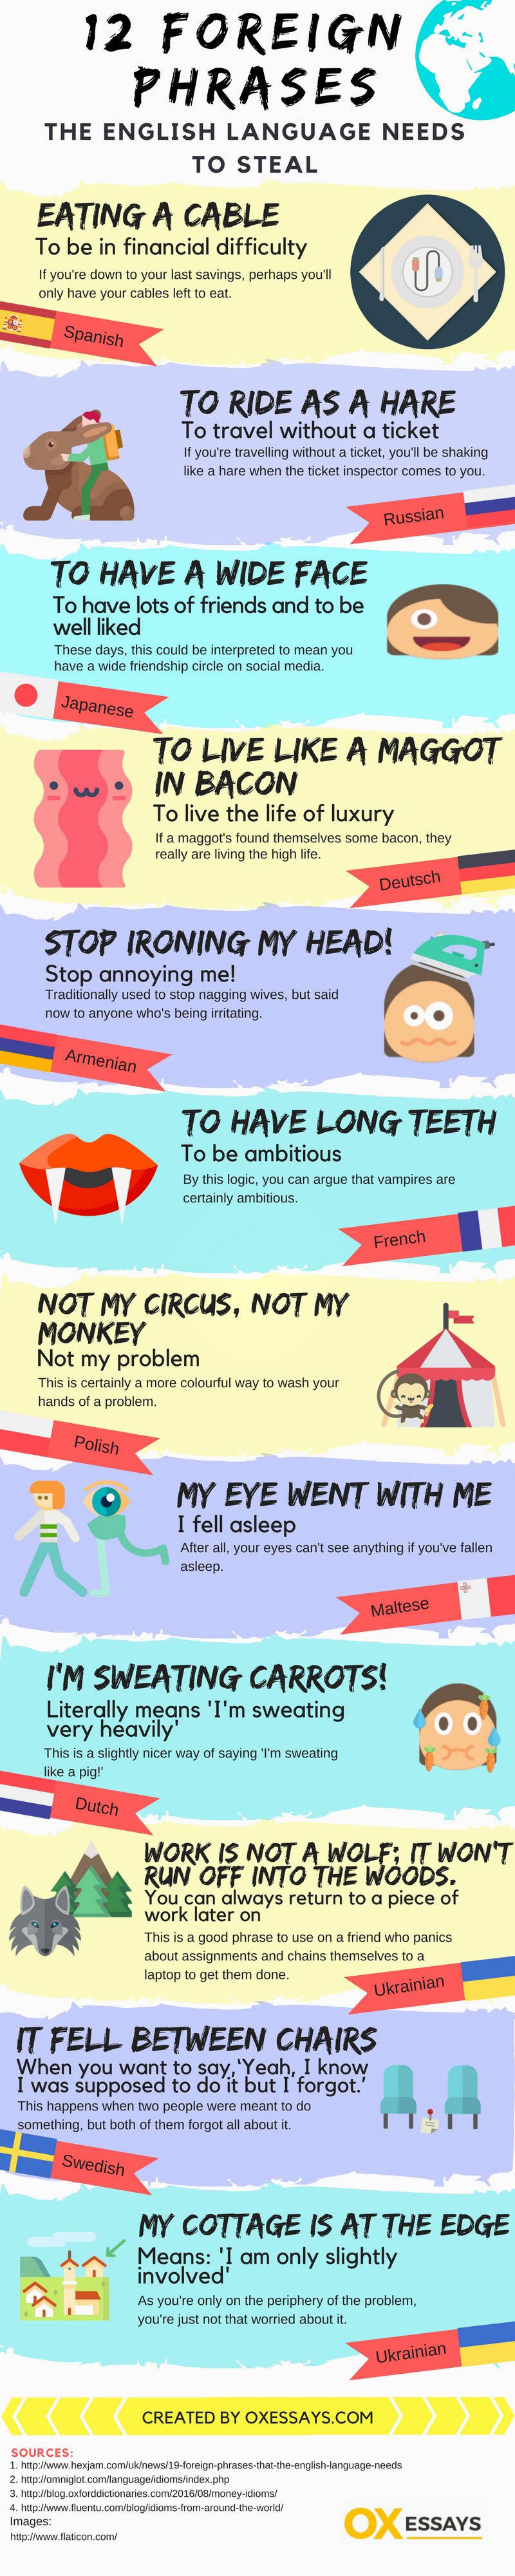 12 FOREIGN
PHRASES
THE ENGLISH LANGUAGE NEEDS
TO STEAL
EATING A CABLE
To be in financial difficulty
If you're down to your last savings, perhaps you'll
only have your cables left to eat.
Spanish
TO RIDE AS A HARE
To travel without a ticket
If you're travelling without a ticket, you'll be shaking
like a hare when the ticket inspector comes to you.
Russian
TO HAVE A WIDE FACE
To have lots of friends and to be
well liked
These days, this could be interpreted to mean you
have a wide friendship circle on social media.
Japanese
TO LIVE LIKE A MAGGOT
IN BACON
To live the life of luxury
If a maggot's found themselves some bacon, they
really are living the high life.
Deutsch
STOP IRONING MY HEAD!
Stop annoying me!
Traditionally used to stop nagging wives, but said
now to anyone who's being irritating.
Armenian
TO HAVE LONG TEETH
To be ambitious
By this logic, you can argue that vampires are
certainly ambitious.
French
NOT MY CIRCUS, NOT MY
MONKEY
Not my problem
This is certainly a more colourful way to wash your
hands of a problem.
Polish
MY EYE WENT WITH ME
I fell asleep
After all, your eyes can't see anything if you've fallen
asleep.
Maltese
I'M SWEATING CARROTS!
Literally means 'I'm sweating
very heavily'
This is a slightly nicer way of saying 'I'm sweating
like a pig!'
Dutch
WORK IS NOT A WOLF; IT WON'T
RUN OFF INTO THE WOODS.
You can always return to a piece of
work later on
This is a good phrase to use on a friend who panics
about assignments and chains themselves to a
laptop to get them done.
Ukrainian
IT FELL BETWEEN CHAIRS
When you want to say,'Yeah, I know
I was supposed to do it but I forgot.'
This happens when two people were meant to do
something, but both of them forgot all about it.
Swedish
MY COTTAGE IS AT THE EDGE
Means: 'I am only slightly
involved'
As you're only on the periphery of the problem,
you're just not that worried about it.
Ukrainian
CREATED BY OXESSAYS.COM
SOURCES:
1. http://www.hexjam.com/uk/news/19-foreign-phrases-that-the-english-language-needs
2. http://omniglot.com/language/idioms/index.php
3. http://blog.oxforddictionaries.com/2016/08/money-idioms/
4. http://www.fluentu.com/blog/idioms-from-around-the-world/
Images:
http://www.flaticon.com/
OX ESSAYS